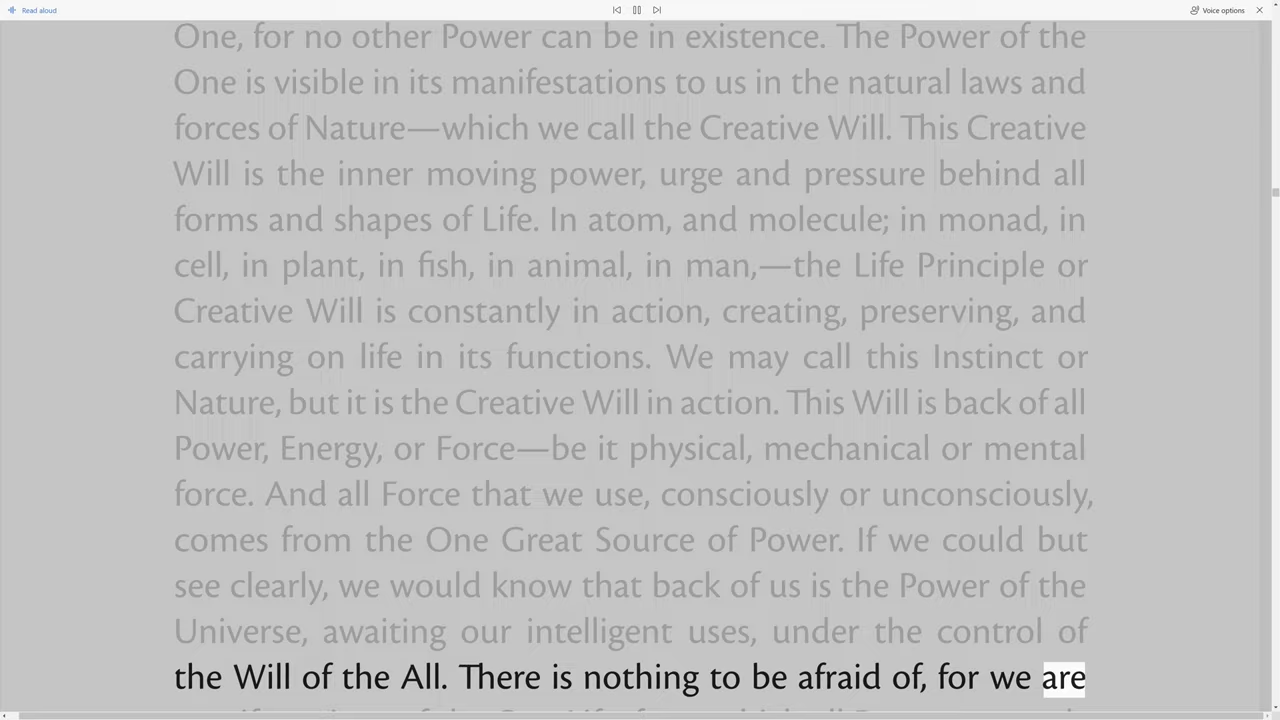 Read aloud
Voice options
One, for no other Power can be in existence. The Power of the
One is visible in its manifestations to us in the natural laws and
forces of Nature—which we call the Creative Will. This Creative
Will is the inner moving power, urge and pressure behind all
forms and shapes of Life. In atom, and molecule; in monad, in
cell, in plant, in fish, in animal, in man,—the Life Principle or
Creative Will is constantly in action, creating, preserving, and
carrying on life in its functions. We may call this Instinct or
Nature, but it is the Creative Will in action. This Will is back of all
Power, Energy, or Force—be it physical, mechanical or mental
force. And all Force that we use, consciously or unconsciously,
comes from the One Great Source of Power. If we could but
see clearly, we would know that back of us is the Power of the
Universe, awaiting our intelligent uses, under the control of
the Will of the All. There is nothing to be afraid of, for we are